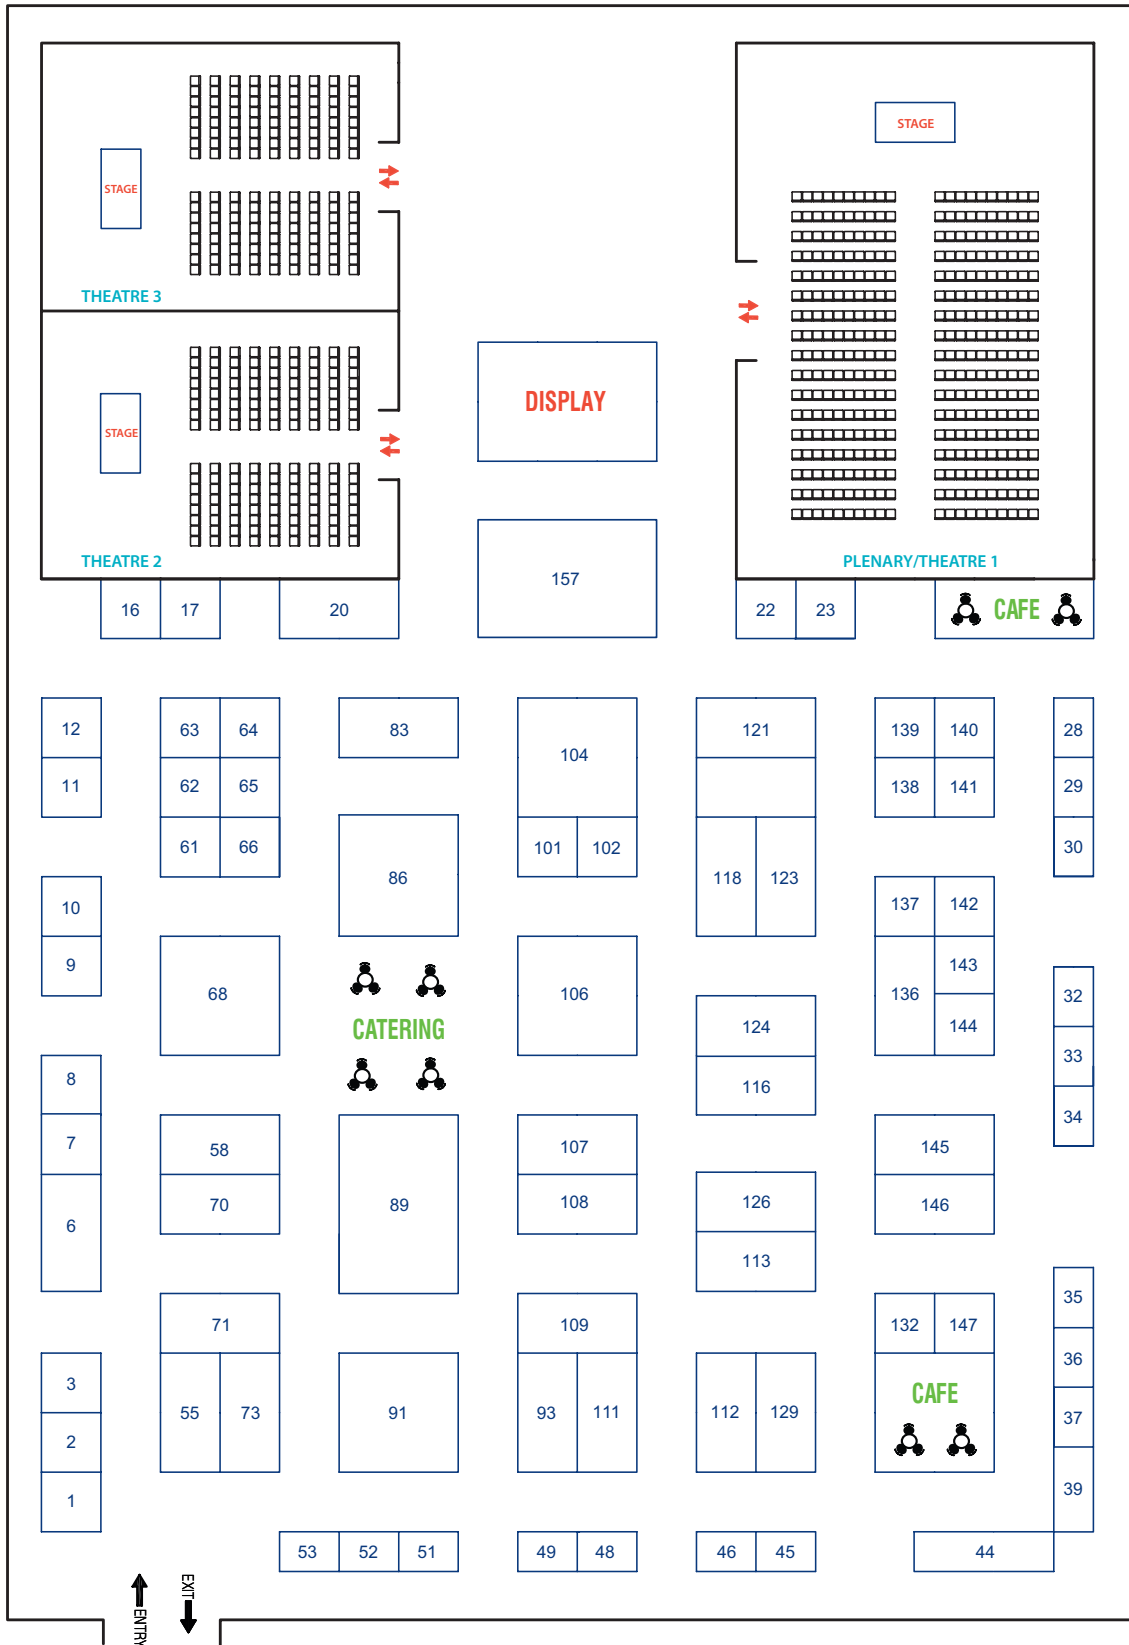 STAGE
STAGE
THEATRE 3
DISPLAY
STAGE
THEATRE 2
PLENARY/THEATRE 1
157
16 17 20 22 23 CAFE
12 63 64 83 104 121 139 140 28
11 62 65 138 141 29
61 66 101 102 30
86 118 123
10 137 142
9 68 106 136 143 32
CATERING 124 144 33
8 116
34
7 58 107 145
6 70 89 108 126 146
113
35
71 109 132 147
36
3 55 73 91 93 111 112 129 CAFE 37
2
1 39
53 52 51 49 48 46 45 44
EXIT
ENTRY